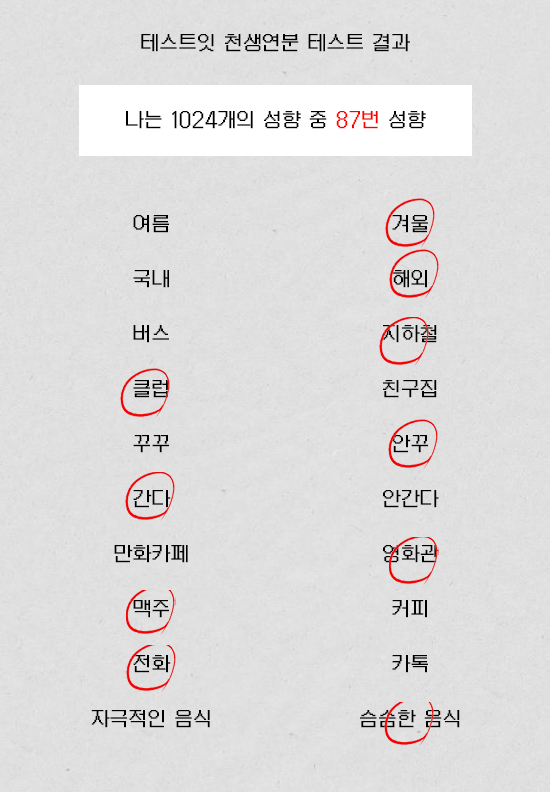 테스트잇 천생연분 테스트 결과
나는 1024개의 성향 중 87번 성향
여름 겨울
국내 해외
버스 지하철
클럽 친구집
꾸꾸 안꾸
간다 안간다
만화카페 영화관
맥주 커피
전화 카톡
자극적인 음식 슴슴한 음식